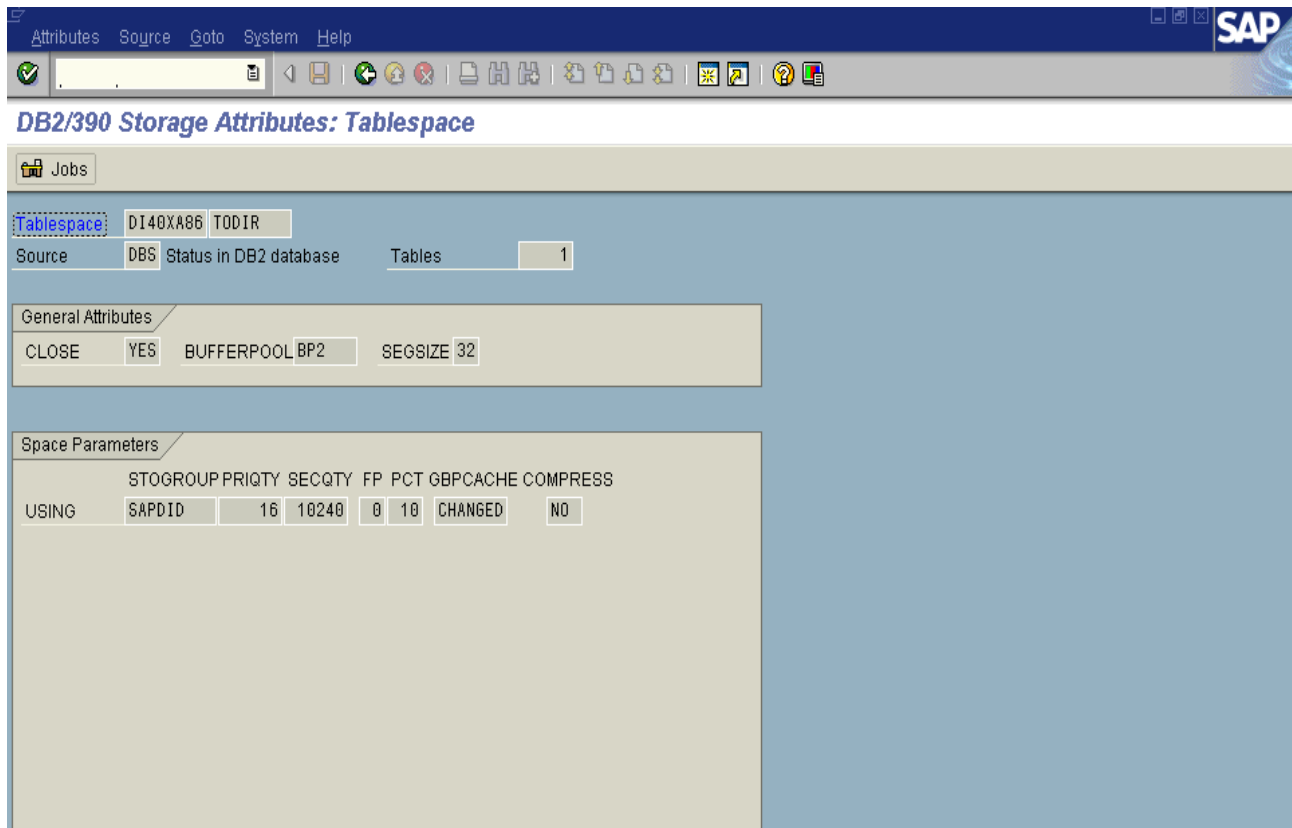 Attributes Source Goto System Help
SAP
DB2/390 Storage Attributes: Tablespace
Jobs
Tablespace DI40XA86 TODIR
Source DBS Status in DB2 database Tables 1
General Attributes
CLOSE YES BUFFERPOOL BP2 SEGSIZE 32
Space Parameters
STOGROUP PRIQTY SECQTY FP PCT GBPCACHE COMPRESS
USING SAPDID 16 10240 0 10 CHANGED NO